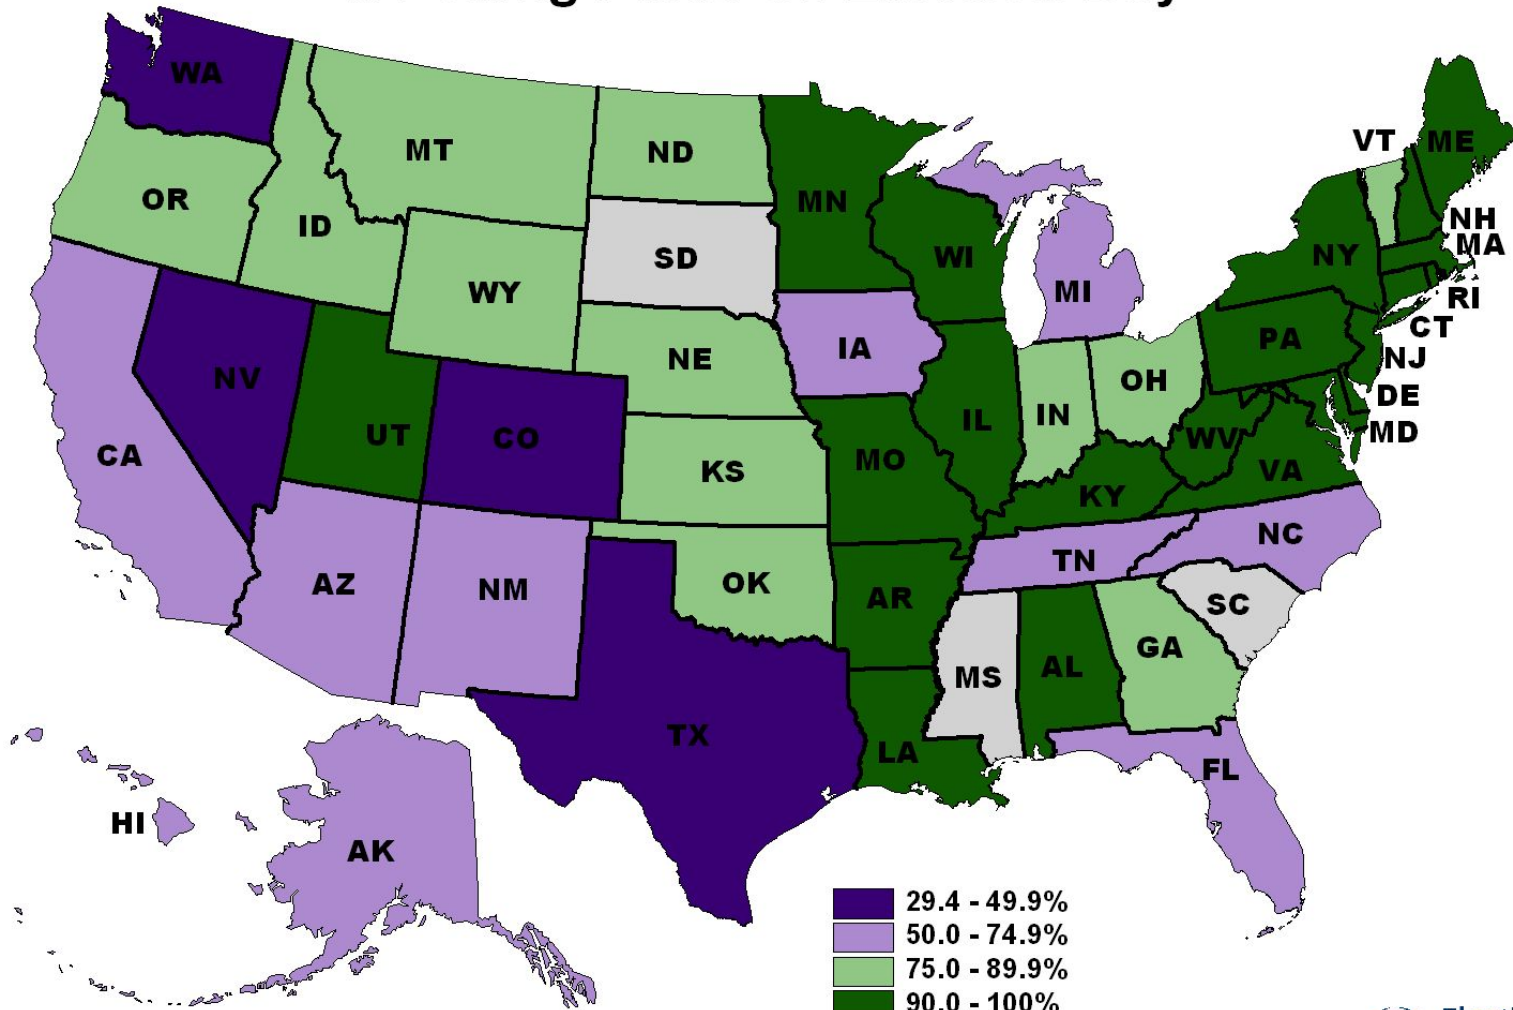 WA
MT
ND
OR
ID
MN
VT
ME
SD
WI
NY
NH
MA
WY
MI
RI
IA
CT
NE
PA
NJ
NV
OH
DE
UT
CO
IL
IN
MD
CA
KS
MO
WV
VA
KY
NC
AZ
NM
OK
AR
TN
SC
GA
MS
AL
TX
LA
FL
HI
AK
29.4 - 49.9%
50.0 - 74.9%
75.0 - 89.9%
90.0 - 100%